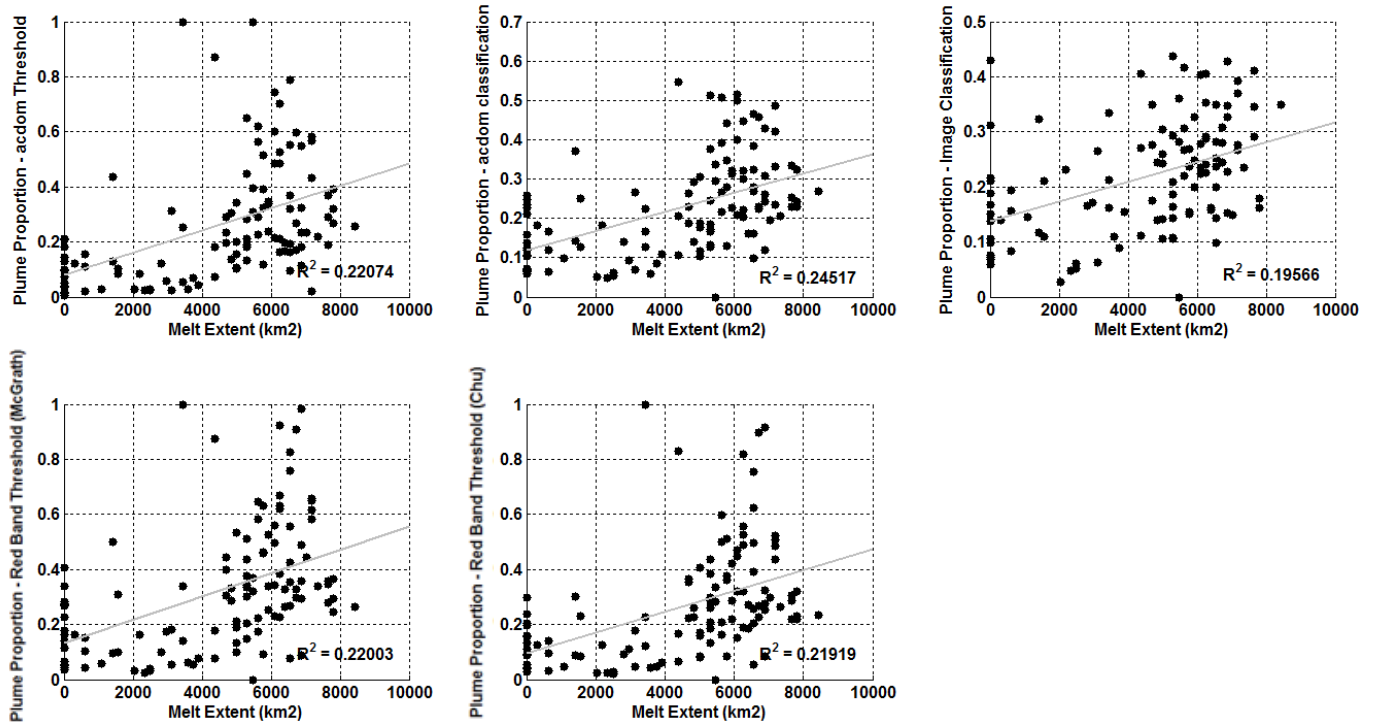 Plume Proportion - acdom Threshold
1
0.8
0.6
0.4
0.2
0
0 2000 4000 6000 8000 10000
Melt Extent (km2)
R² = 0.22074
Plume Proportion - acdom classification
0.7
0.6
0.5
0.4
0.3
0.2
0.1
0
0 2000 4000 6000 8000 10000
Melt Extent (km2)
R² = 0.24517
Plume Proportion - Image Classification
0.5
0.4
0.3
0.2
0.1
0
0 2000 4000 6000 8000 10000
Melt Extent (km2)
R² = 0.19566
Plume Proportion - Red Band Threshold (McGrath)
1
0.8
0.6
0.4
0.2
0
0 2000 4000 6000 8000 10000
Melt Extent (km2)
R² = 0.22003
Plume Proportion - Red Band Threshold (Chu)
1
0.8
0.6
0.4
0.2
0
0 2000 4000 6000 8000 10000
Melt Extent (km2)
R² = 0.21919